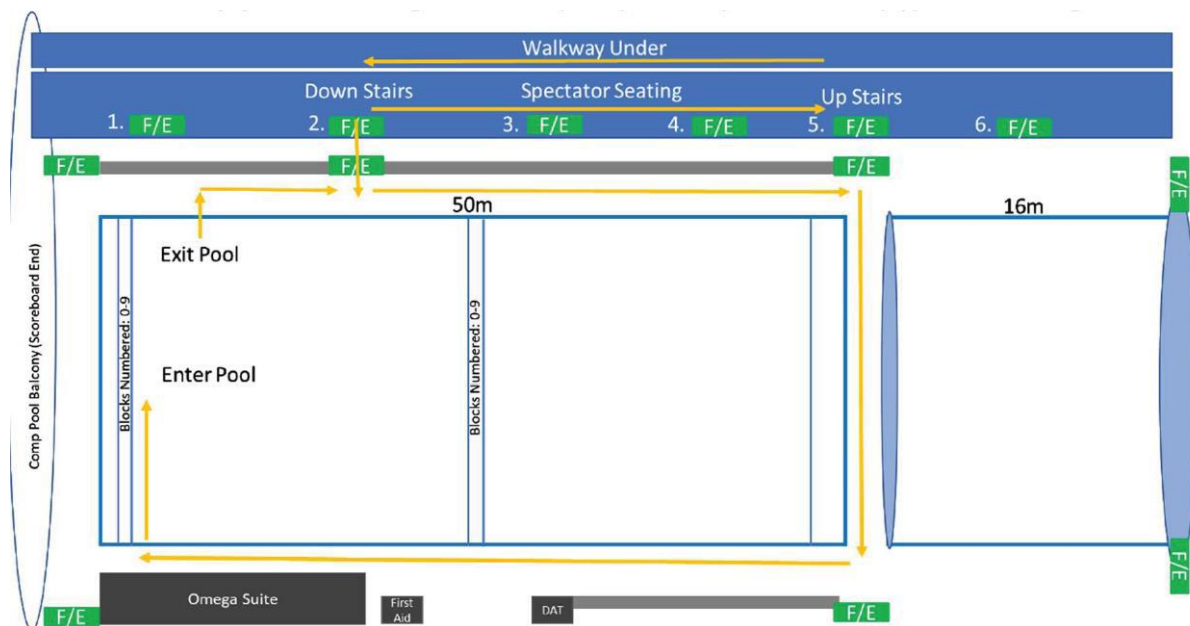 Walkway Under
Down Stairs
Spectator Seating
Up Stairs
1. F/E
2. F/E
3. F/E
4. F/E
5. F/E
6. F/E
F/E
F/E
F/E
F/E
50m
16m
Exit Pool
Enter Pool
Blocks Numbered: 0-9
Blocks Numbered: 0-9
Comp Pool Balcony (Scoreboard End)
Omega Suite
First
Aid
DAT
F/E
F/E
F/E